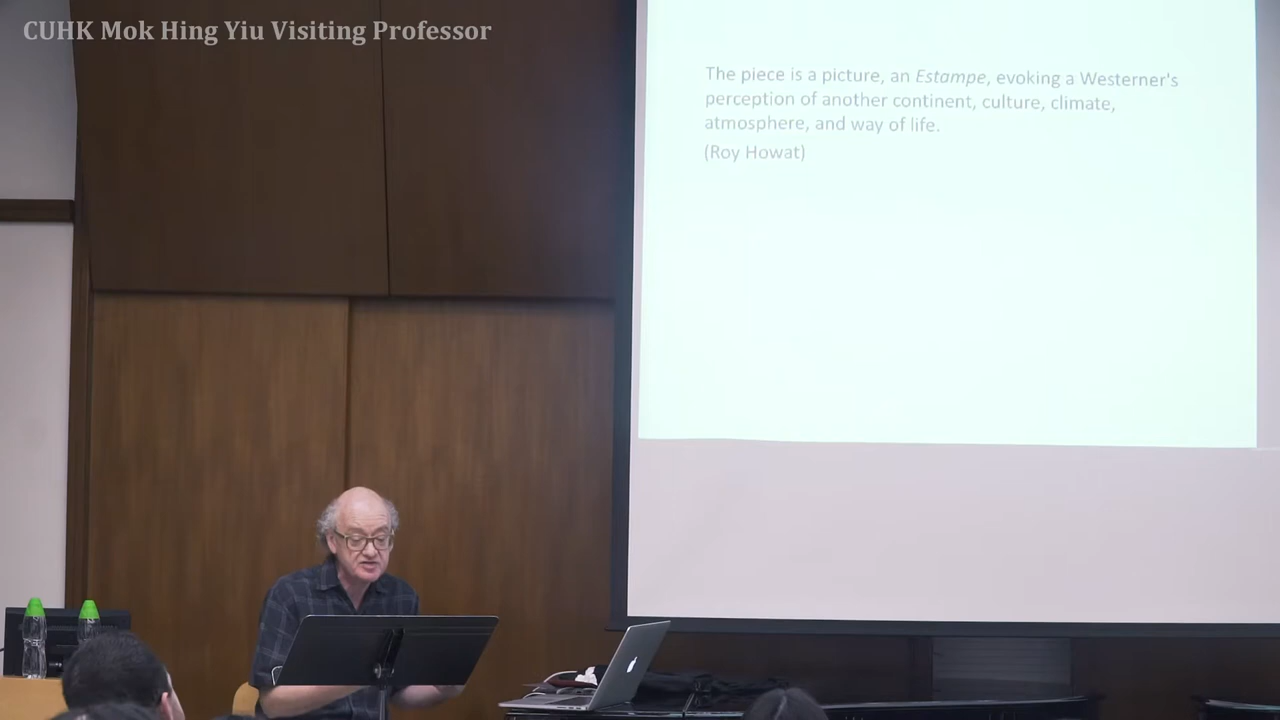 CUHK Mok Hing Yiu Visiting Professor
The piece is a picture, an Estampe, evoking a Westerner's
perception of another continent, culture, climate,
atmosphere, and way of life.
(Roy Howat)